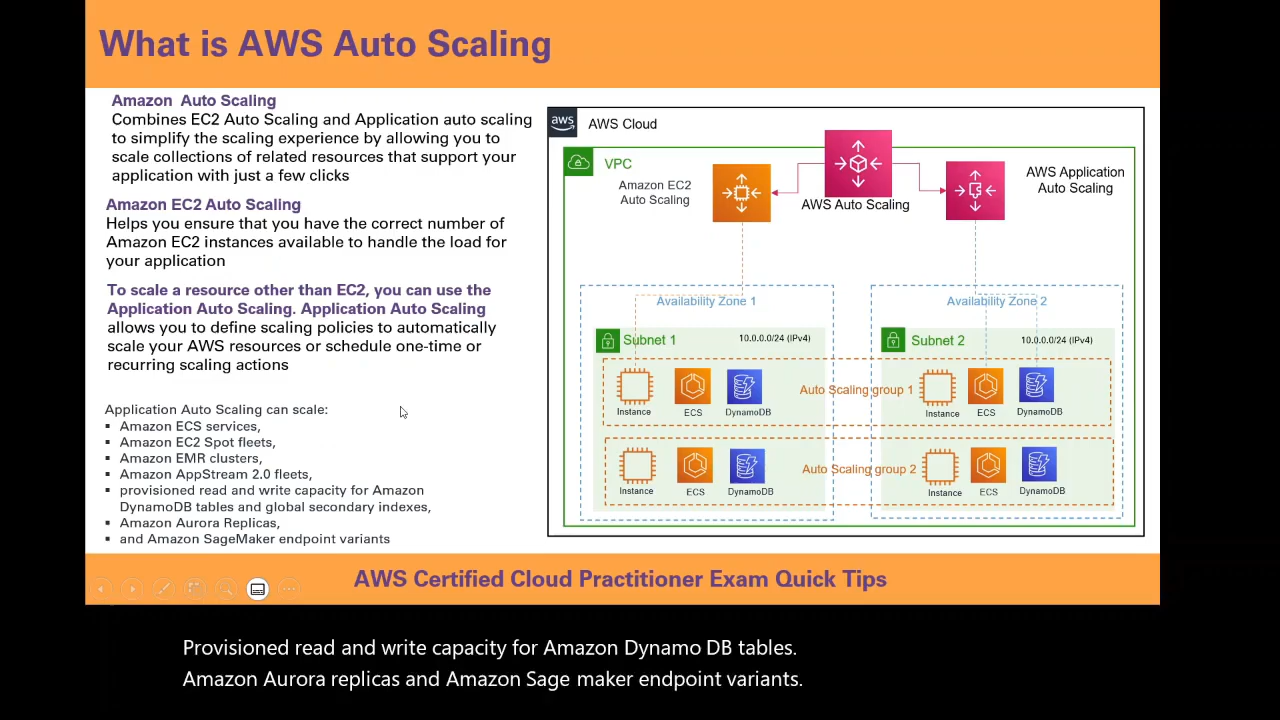 What is AWS Auto Scaling
Amazon  Auto Scaling
Combines EC2 Auto Scaling and Application auto scaling
to simplify the scaling experience by allowing you to
scale collections of related resources that support your
application with just a few clicks
Amazon EC2 Auto Scaling
Helps you ensure that you have the correct number of
Amazon EC2 instances available to handle the load for
your application
To scale a resource other than EC2, you can use the
Application Auto Scaling. Application Auto Scaling
allows you to define scaling policies to automatically
scale your AWS resources or schedule one-time or
recurring scaling actions
Application Auto Scaling can scale:
▪ Amazon ECS services,
▪ Amazon EC2 Spot fleets,
▪ Amazon EMR clusters,
▪ Amazon AppStream 2.0 fleets,
▪ provisioned read and write capacity for Amazon
DynamoDB tables and global secondary indexes,
▪ Amazon Aurora Replicas,
▪ and Amazon SageMaker endpoint variants
aws
AWS Cloud
VPC
Amazon EC2
Auto Scaling
AWS Auto Scaling
AWS Application
Auto Scaling
Availability Zone 1
Availability Zone 2
Subnet 1
10.0.0.0/24 (IPv4)
Subnet 2
10.0.0.0/24 (IPv4)
Instance
ECS
DynamoDB
Auto Scaling group 1
Instance
ECS
DynamoDB
Instance
ECS
DynamoDB
Auto Scaling group 2
Instance
ECS
DynamoDB
AWS Certified Cloud Practitioner Exam Quick Tips
Provisioned read and write capacity for Amazon Dynamo DB tables.
Amazon Aurora replicas and Amazon Sage maker endpoint variants.